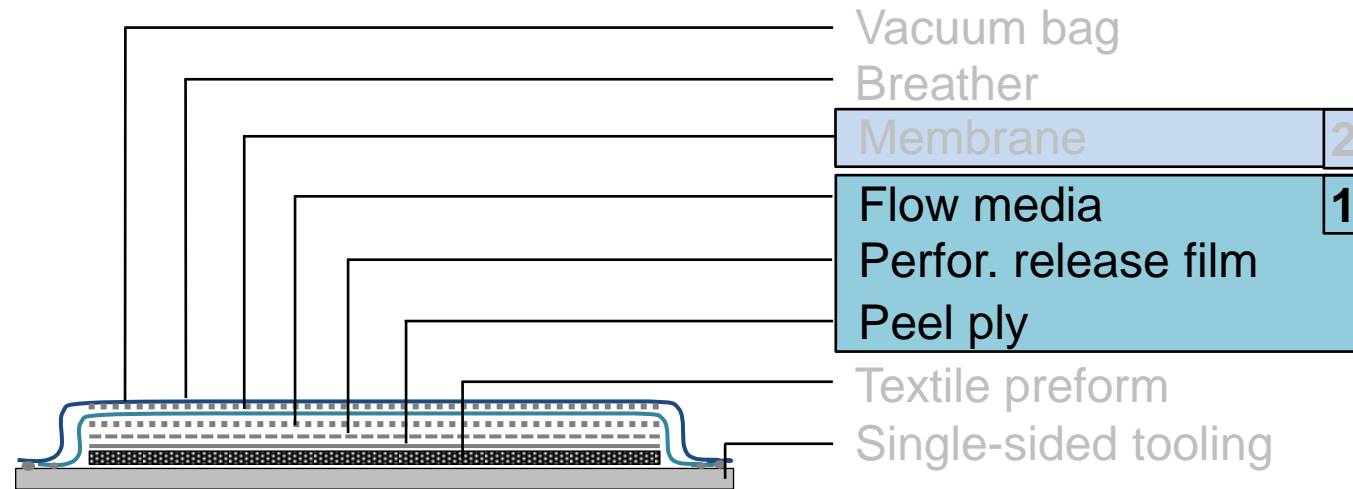 Vacuum bag
Breather
Membrane 2
Flow media 1
Perfor. release film
Peel ply
Textile preform
Single-sided tooling